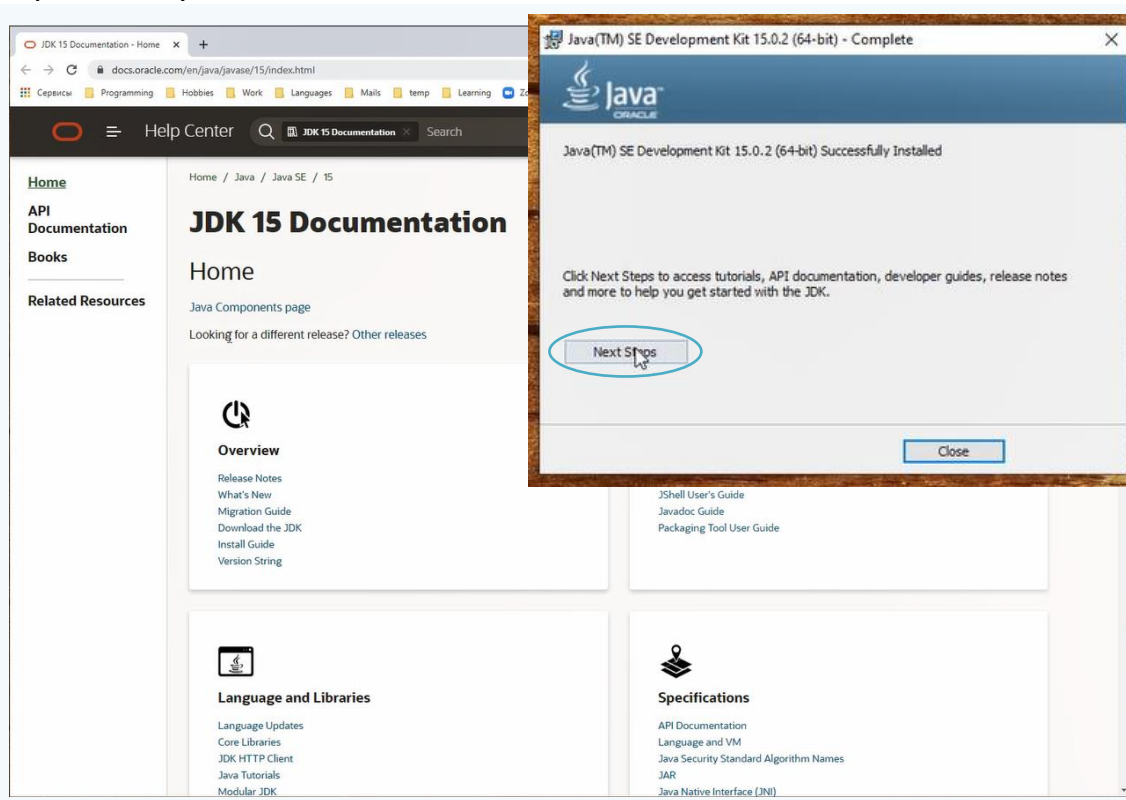 JDK 15 Documentation - Home
docs.oracle.com/en/java/javase/15/index.html
Сервисы Programming Hobbies Work Languages Mails temp Learning
Help Center JDK 15 Documentation Search
Home
API
Documentation
Books
Related Resources
Home / Java / Java SE / 15
JDK 15 Documentation
Home
Java Components page
Looking for a different release? Other releases
Overview
Release Notes
What's New
Migration Guide
Download the JDK
Install Guide
Version String
JShell User's Guide
Javadoc Guide
Packaging Tool User Guide
Language and Libraries
Language Updates
Core Libraries
JDK HTTP Client
Java Tutorials
Modular JDK
Specifications
API Documentation
Language and VM
Java Security Standard Algorithm Names
JAR
Java Native Interface (JNI)
Java(TM) SE Development Kit 15.0.2 (64-bit) - Complete
Java™
ORACLE
Java(TM) SE Development Kit 15.0.2 (64-bit) Successfully Installed
Click Next Steps to access tutorials, API documentation, developer guides, release notes
and more to help you get started with the JDK.
Next Steps
Close